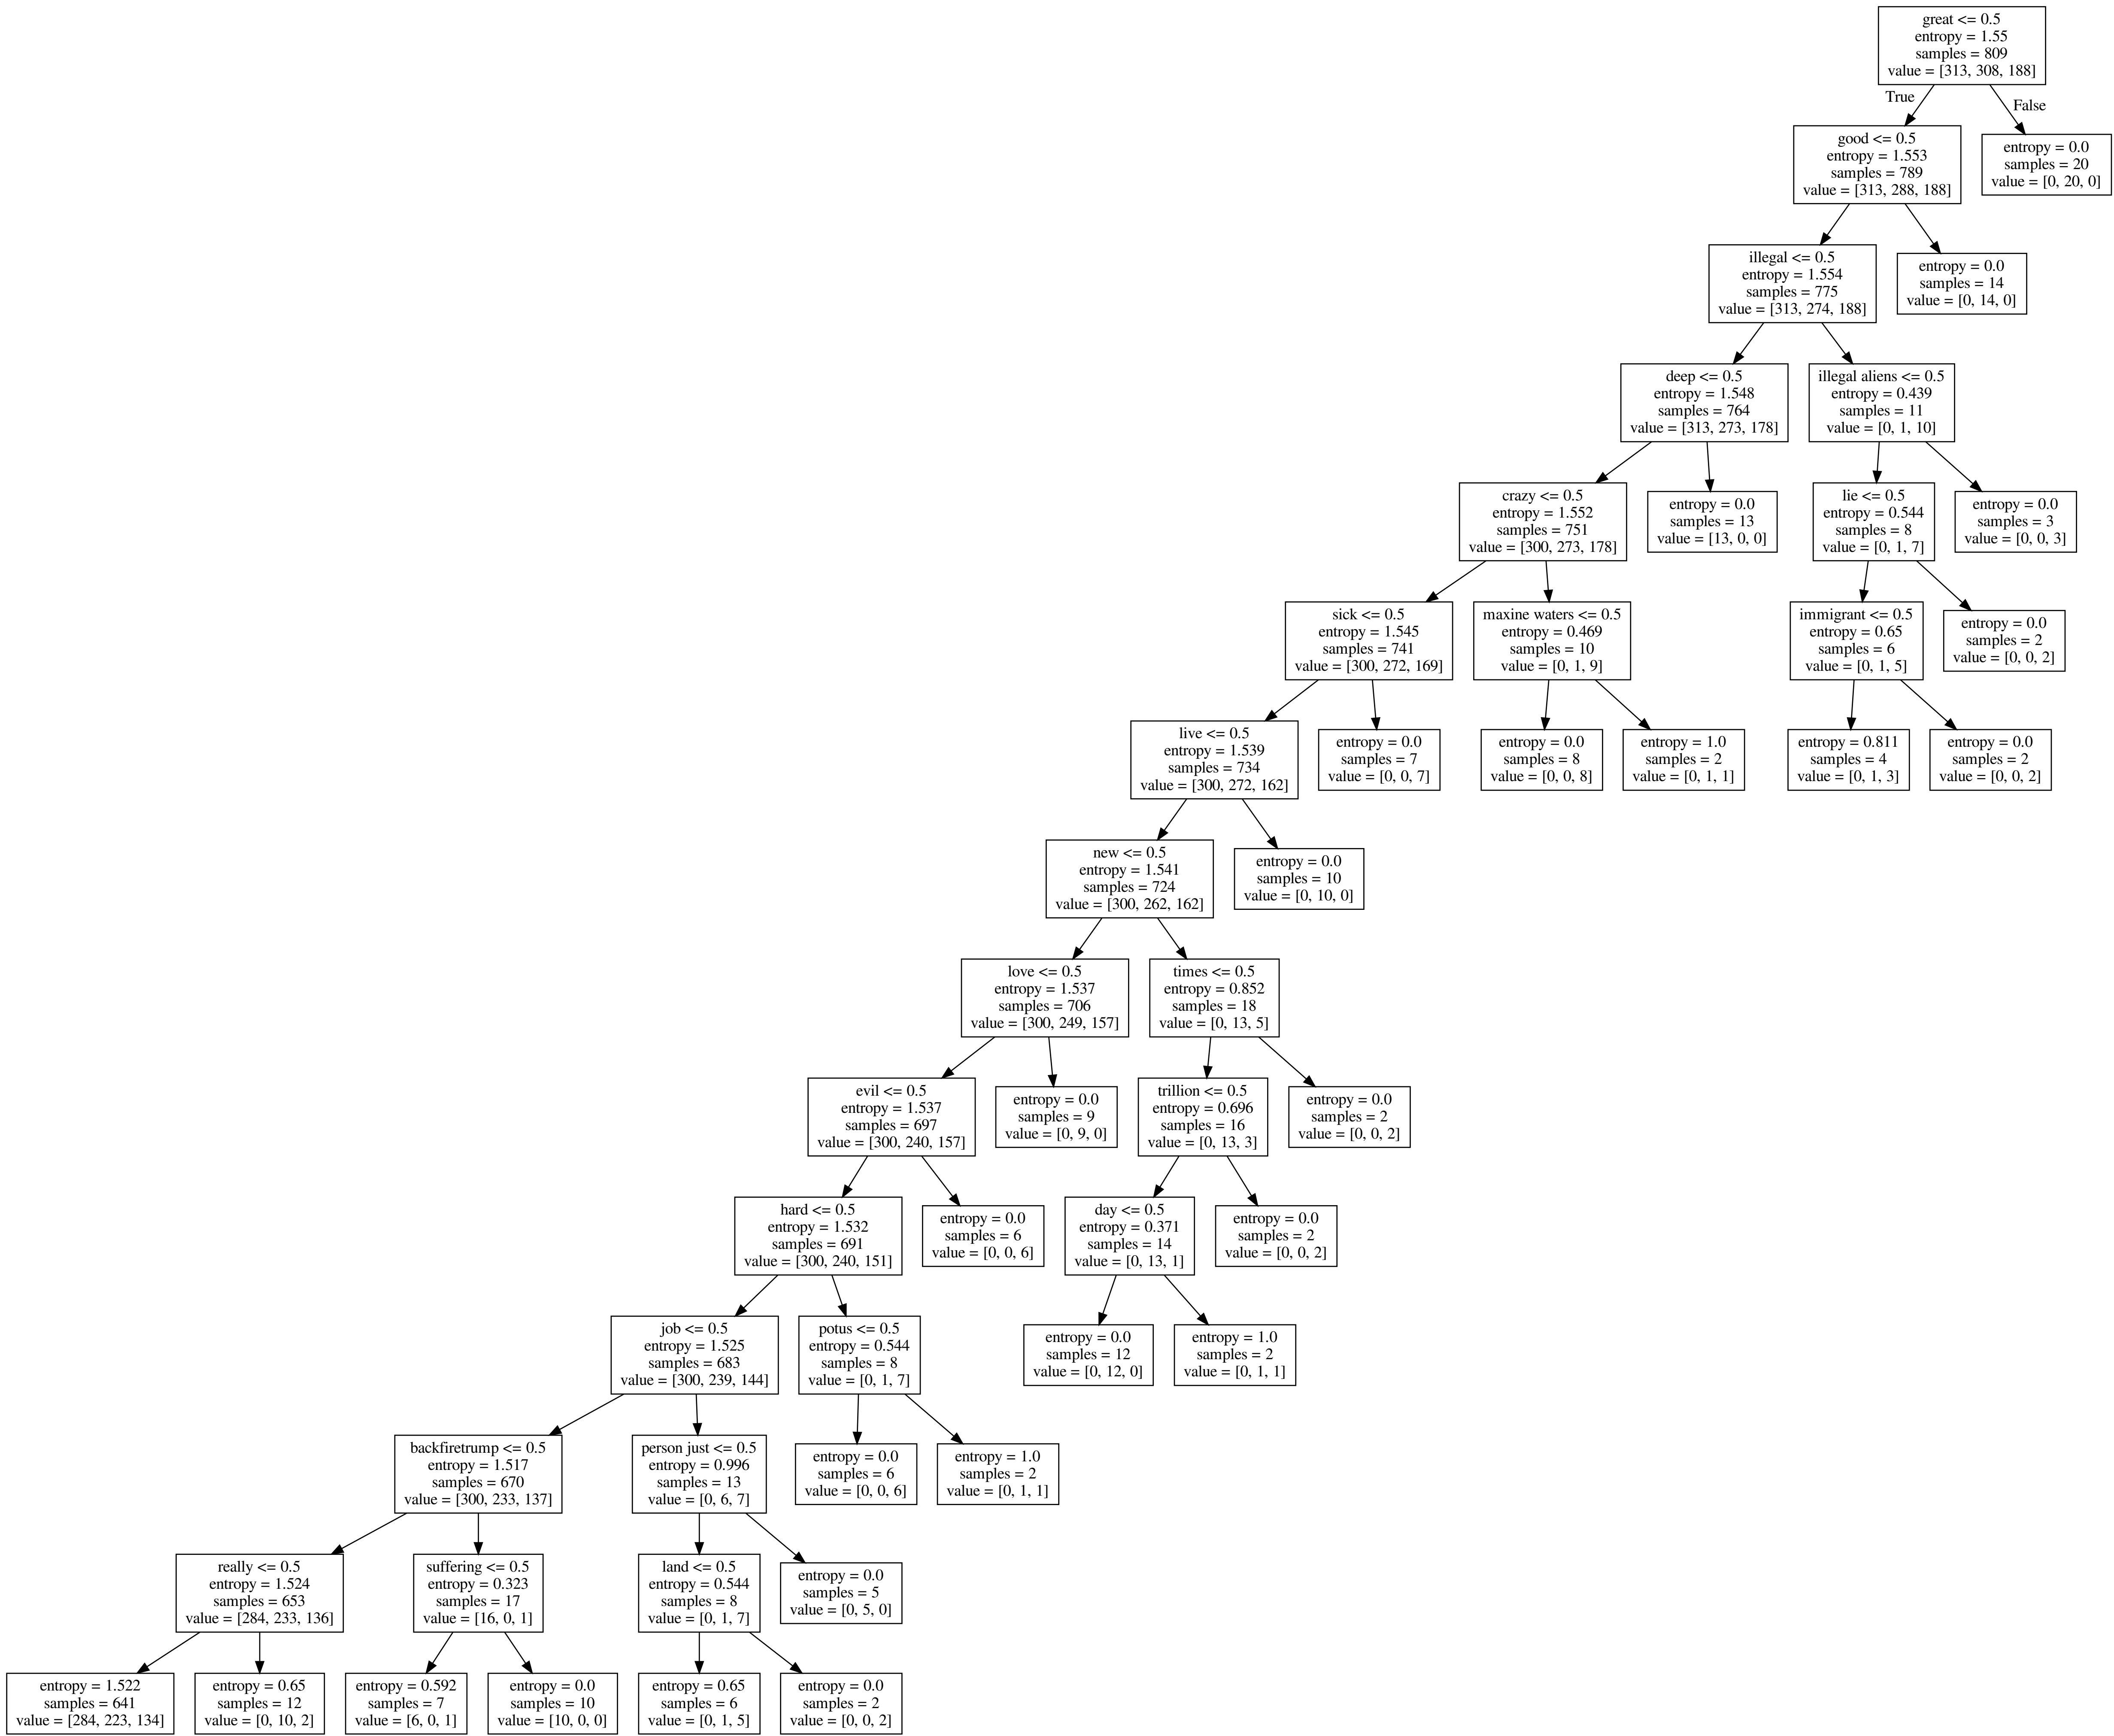 great <= 0.5
entropy = 1.55
samples = 809
value = [313, 308, 188]
True
False
good <= 0.5
entropy = 1.553
samples = 789
value = [313, 288, 188]
entropy = 0.0
samples = 20
value = [0, 20, 0]
illegal <= 0.5
entropy = 1.554
samples = 775
value = [313, 274, 188]
entropy = 0.0
samples = 14
value = [0, 14, 0]
deep <= 0.5
entropy = 1.548
samples = 764
value = [313, 273, 178]
illegal aliens <= 0.5
entropy = 0.439
samples = 11
value = [0, 1, 10]
crazy <= 0.5
entropy = 1.552
samples = 751
value = [300, 273, 178]
entropy = 0.0
samples = 13
value = [13, 0, 0]
lie <= 0.5
entropy = 0.544
samples = 8
value = [0, 1, 7]
entropy = 0.0
samples = 3
value = [0, 0, 3]
sick <= 0.5
entropy = 1.545
samples = 741
value = [300, 272, 169]
maxine waters <= 0.5
entropy = 0.469
samples = 10
value = [0, 1, 9]
immigrant <= 0.5
entropy = 0.65
samples = 6
value = [0, 1, 5]
entropy = 0.0
samples = 2
value = [0, 0, 2]
live <= 0.5
entropy = 1.539
samples = 734
value = [300, 272, 162]
entropy = 0.0
samples = 7
value = [0, 0, 7]
entropy = 0.0
samples = 8
value = [0, 0, 8]
entropy = 1.0
samples = 2
value = [0, 1, 1]
entropy = 0.811
samples = 4
value = [0, 1, 3]
entropy = 0.0
samples = 2
value = [0, 0, 2]
new <= 0.5
entropy = 1.541
samples = 724
value = [300, 262, 162]
entropy = 0.0
samples = 10
value = [0, 10, 0]
love <= 0.5
entropy = 1.537
samples = 706
value = [300, 249, 157]
times <= 0.5
entropy = 0.852
samples = 18
value = [0, 13, 5]
evil <= 0.5
entropy = 1.537
samples = 697
value = [300, 240, 157]
entropy = 0.0
samples = 9
value = [0, 9, 0]
trillion <= 0.5
entropy = 0.696
samples = 16
value = [0, 13, 3]
entropy = 0.0
samples = 2
value = [0, 0, 2]
hard <= 0.5
entropy = 1.532
samples = 691
value = [300, 240, 151]
entropy = 0.0
samples = 6
value = [0, 0, 6]
day <= 0.5
entropy = 0.371
samples = 14
value = [0, 13, 1]
entropy = 0.0
samples = 2
value = [0, 0, 2]
job <= 0.5
entropy = 1.525
samples = 683
value = [300, 239, 144]
potus <= 0.5
entropy = 0.544
samples = 8
value = [0, 1, 7]
entropy = 0.0
samples = 12
value = [0, 12, 0]
entropy = 1.0
samples = 2
value = [0, 1, 1]
backfiretrump <= 0.5
entropy = 1.517
samples = 670
value = [300, 233, 137]
person just <= 0.5
entropy = 0.996
samples = 13
value = [0, 6, 7]
entropy = 0.0
samples = 6
value = [0, 0, 6]
entropy = 1.0
samples = 2
value = [0, 1, 1]
really <= 0.5
entropy = 1.524
samples = 653
value = [284, 233, 136]
suffering <= 0.5
entropy = 0.323
samples = 17
value = [16, 0, 1]
land <= 0.5
entropy = 0.544
samples = 8
value = [0, 1, 7]
entropy = 0.0
samples = 5
value = [0, 5, 0]
entropy = 1.522
samples = 641
value = [284, 223, 134]
entropy = 0.65
samples = 12
value = [0, 10, 2]
entropy = 0.592
samples = 7
value = [6, 0, 1]
entropy = 0.0
samples = 10
value = [10, 0, 0]
entropy = 0.65
samples = 6
value = [0, 1, 5]
entropy = 0.0
samples = 2
value = [0, 0, 2]